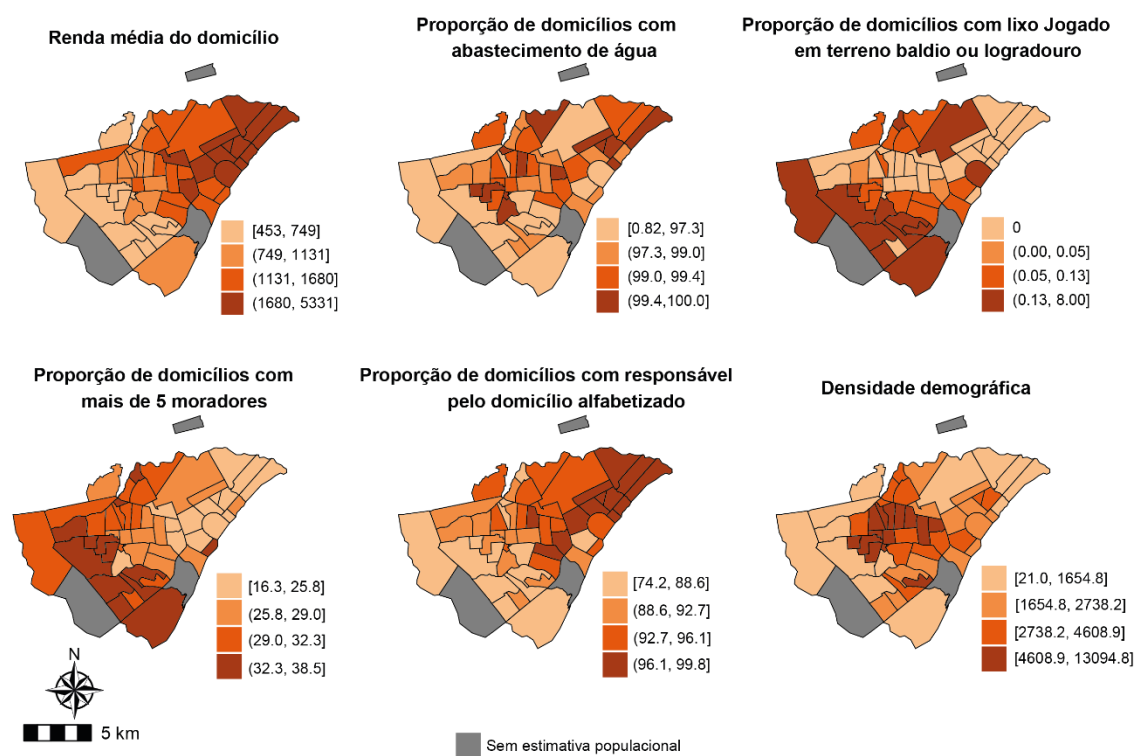 Renda média do domicílio
Proporção de domicílios com
abastecimento de água
Proporção de domicílios com lixo Jogado
em terreno baldio ou logradouro
[453, 749]
(749, 1131]
(1131, 1680]
(1680, 5331]
[0.82, 97.3]
(97.3, 99.0]
(99.0, 99.4]
(99.4,100.0]
0
(0.00, 0.05]
(0.05, 0.13]
(0.13, 8.00]
Proporção de domicílios com
mais de 5 moradores
Proporção de domicílios com responsável
pelo domicílio alfabetizado
Densidade demográfica
[16.3, 25.8]
(25.8, 29.0]
(29.0, 32.3]
(32.3, 38.5]
[74.2, 88.6]
(88.6, 92.7]
(92.7, 96.1]
(96.1, 99.8]
[21.0, 1654.8]
[1654.8, 2738.2]
[2738.2, 4608.9]
[4608.9, 13094.8]
N
5 km
Sem estimativa populacional